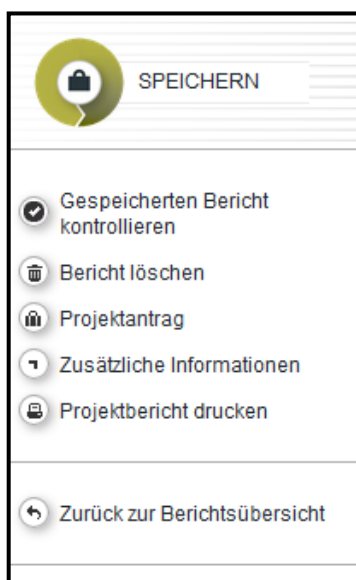 SPEICHERN
Gespeicherten Bericht
kontrollieren
Bericht löschen
Projektantrag
Zusätzliche Informationen
Projektbericht drucken
Zurück zur Berichtsübersicht